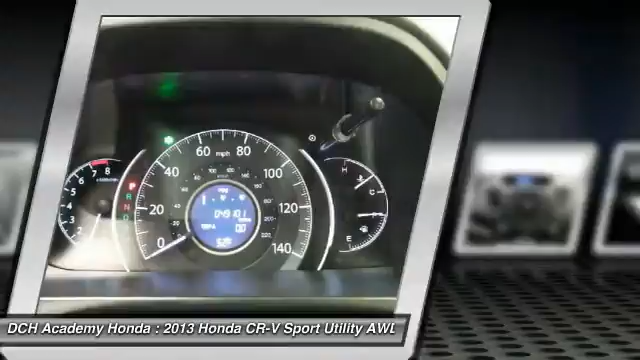 60 mph 80
40 100
20 120
0 140
8
7
6
5
4
3
2
P
R
N
D
H
C
E
049101
DCH Academy Honda : 2013 Honda CR-V Sport Utility AWD